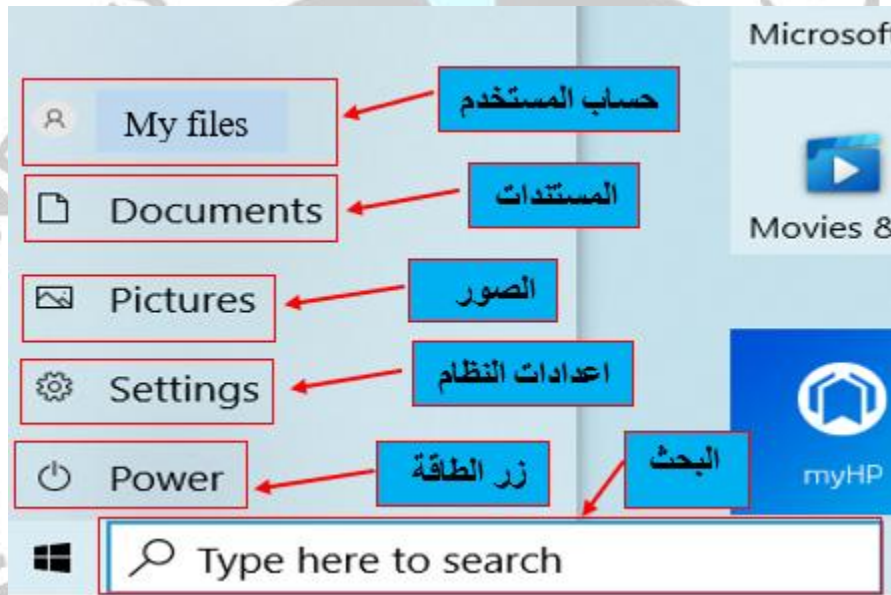 Microsoft
حساب المستخدم
My files
المستندات
Documents
Movies &
الصور
Pictures
اعدادات النظام
Settings
البحث
زر الطاقة
Power
myHP
Type here to search